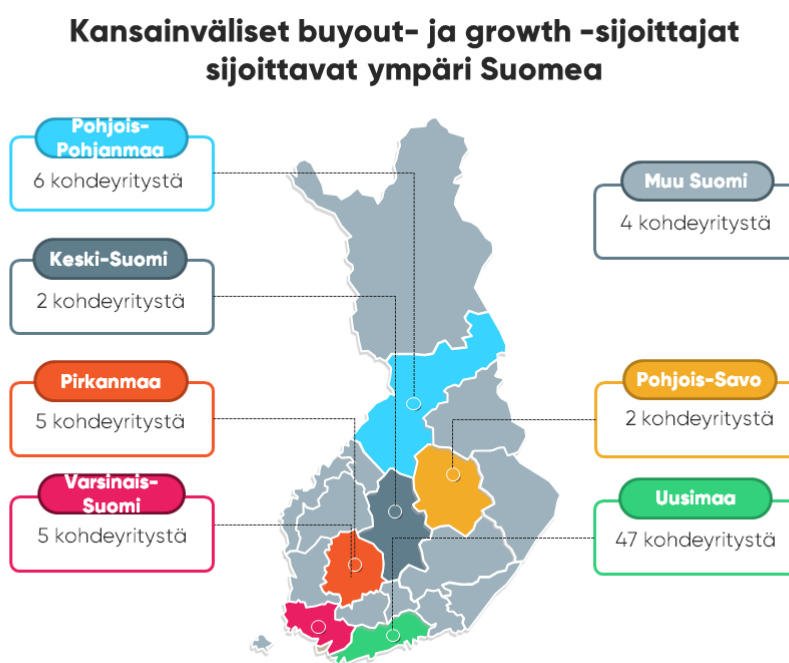 Kansainväliset buyout- ja growth -sijoittajat
sijoittavat ympäri Suomea
Pohjois-
Pohjanmaa
6 kohdeyritystä
Muu Suomi
4 kohdeyritystä
Keski-Suomi
2 kohdeyritystä
Pirkanmaa
5 kohdeyritystä
Pohjois-Savo
2 kohdeyritystä
Varsinais-
Suomi
5 kohdeyritystä
Uusimaa
47 kohdeyritystä